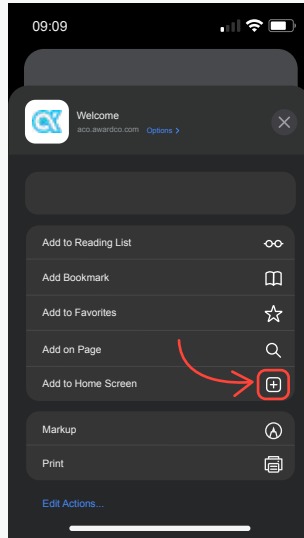 09:09
Welcome
aco.awardco.com Options >
Add to Reading List
Add Bookmark
Add to Favorites
Add on Page
Add to Home Screen
Markup
Print
Edit Actions...